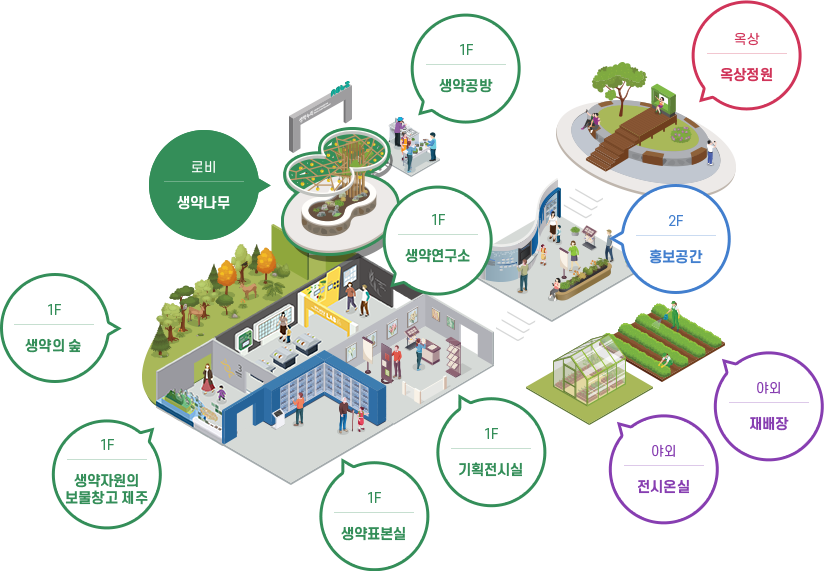 1F
생약공방
옥상
옥상정원
로비
생약나무
1F
생약연구소
2F
홍보공간
1F
생약의 숲
LAB
야외
재배장
1F
생약자원의
보물창고 제주
1F
기획전시실
야외
전시온실
1F
생약표본실